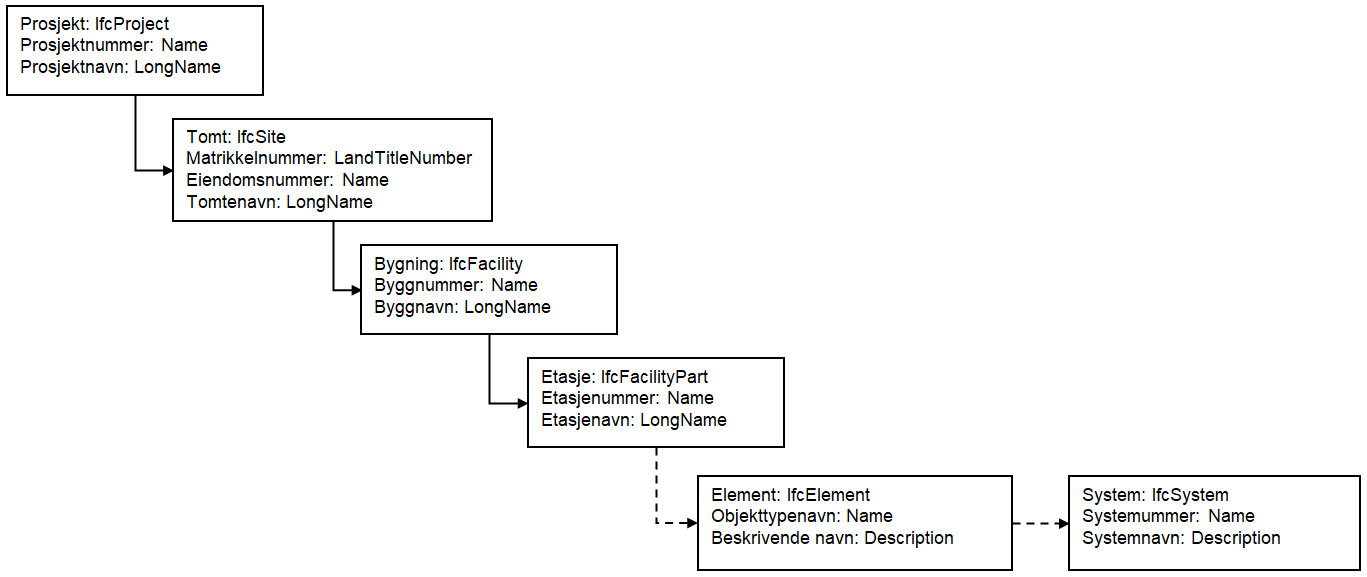 Prosjekt: IfcProject
Prosjektnummer: Name
Prosjektnavn: LongName
Tomt: IfcSite
Matrikkelnummer: LandTitleNumber
Eiendomsnummer: Name
Tomtenavn: LongName
Bygning: IfcFacility
Byggnummer: Name
Byggnavn: LongName
Etasje: IfcFacilityPart
Etasjenummer: Name
Etasjenavn: LongName
Element: IfcElement
Objekttypenavn: Name
Beskrivende navn: Description
System: IfcSystem
Systemummer: Name
Systemnavn: Description